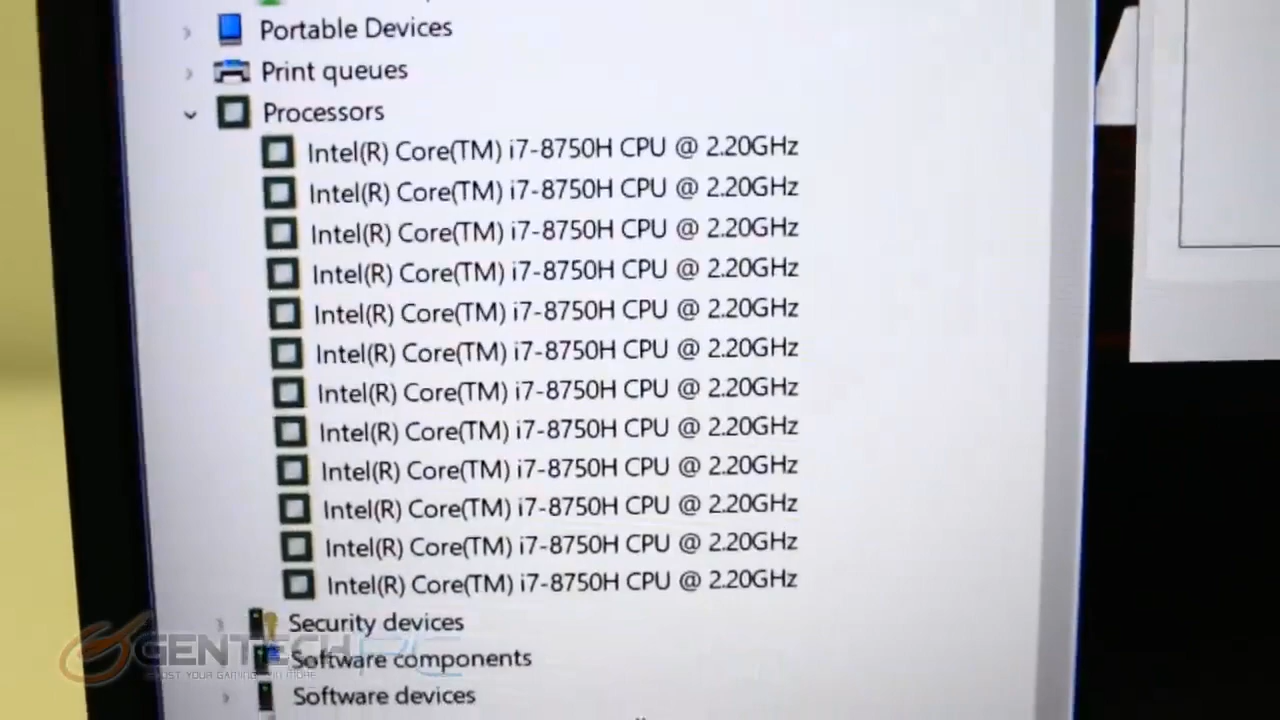 Portable Devices
Print queues
Processors
Intel(R) Core(TM) i7-8750H CPU @ 2.20GHz
Intel(R) Core(TM) i7-8750H CPU @ 2.20GHz
Intel(R) Core(TM) i7-8750H CPU @ 2.20GHz
Intel(R) Core(TM) i7-8750H CPU @ 2.20GHz
Intel(R) Core(TM) i7-8750H CPU @ 2.20GHz
Intel(R) Core(TM) i7-8750H CPU @ 2.20GHz
Intel(R) Core(TM) i7-8750H CPU @ 2.20GHz
Intel(R) Core(TM) i7-8750H CPU @ 2.20GHz
Intel(R) Core(TM) i7-8750H CPU @ 2.20GHz
Intel(R) Core(TM) i7-8750H CPU @ 2.20GHz
Intel(R) Core(TM) i7-8750H CPU @ 2.20GHz
Intel(R) Core(TM) i7-8750H CPU @ 2.20GHz
Security devices
GENTECH PC
Software components
Software devices